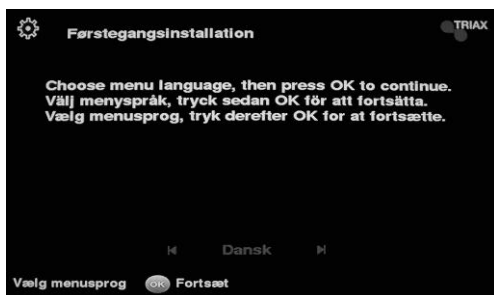 Førstegangsinstallation
TRIAX
Choose menu language, then press OK to continue.
Välj menyspråk, tryck sedan OK för att fortsätta.
Vælg menusprog, tryk derefter OK for at fortsætte.
Dansk
Vælg menusprog OK Fortsæt